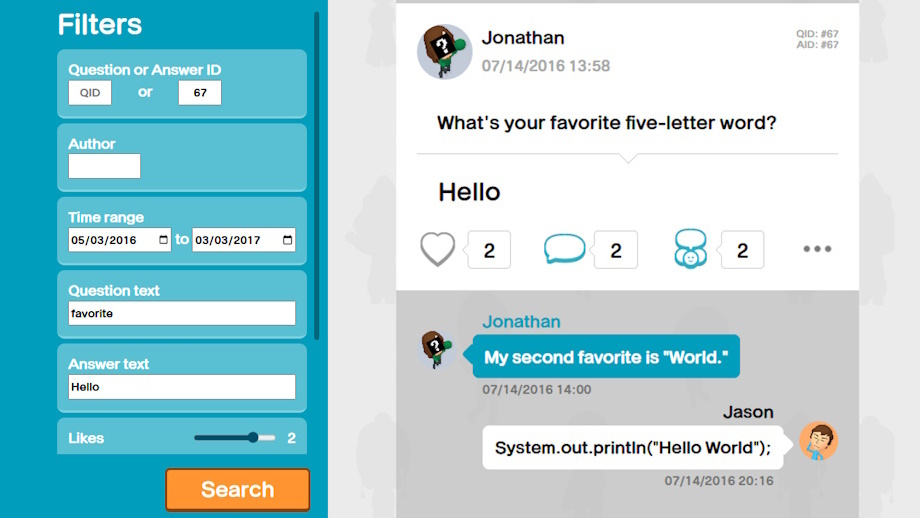 Filters
Question or Answer ID
QID or 67
Author
Time range
05/03/2016 to 03/03/2017
Question text
favorite
Answer text
Hello
Likes 2
Search
Jonathan
07/14/2016 13:58
QID: #67
AID: #67
What's your favorite five-letter word?
Hello
2 2 2
Jonathan
My second favorite is "World."
07/14/2016 14:00
Jason
System.out.println("Hello World");
07/14/2016 20:16